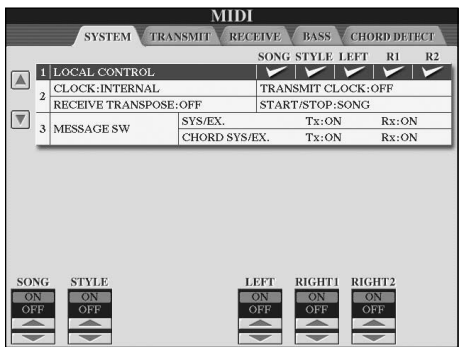 MIDI
SYSTEM TRANSMIT RECEIVE BASS CHORD DETECT
SONG STYLE LEFT R1 R2
1 LOCAL CONTROL
2 CLOCK:INTERNAL TRANSMIT CLOCK:OFF
RECEIVE TRANSPOSE:OFF START/STOP:SONG
3 MESSAGE SW SYS/EX. Tx:ON Rx:ON
CHORD SYS/EX. Tx:ON Rx:ON
SONG STYLE LEFT RIGHT1 RIGHT2
ON ON ON ON ON
OFF OFF OFF OFF OFF